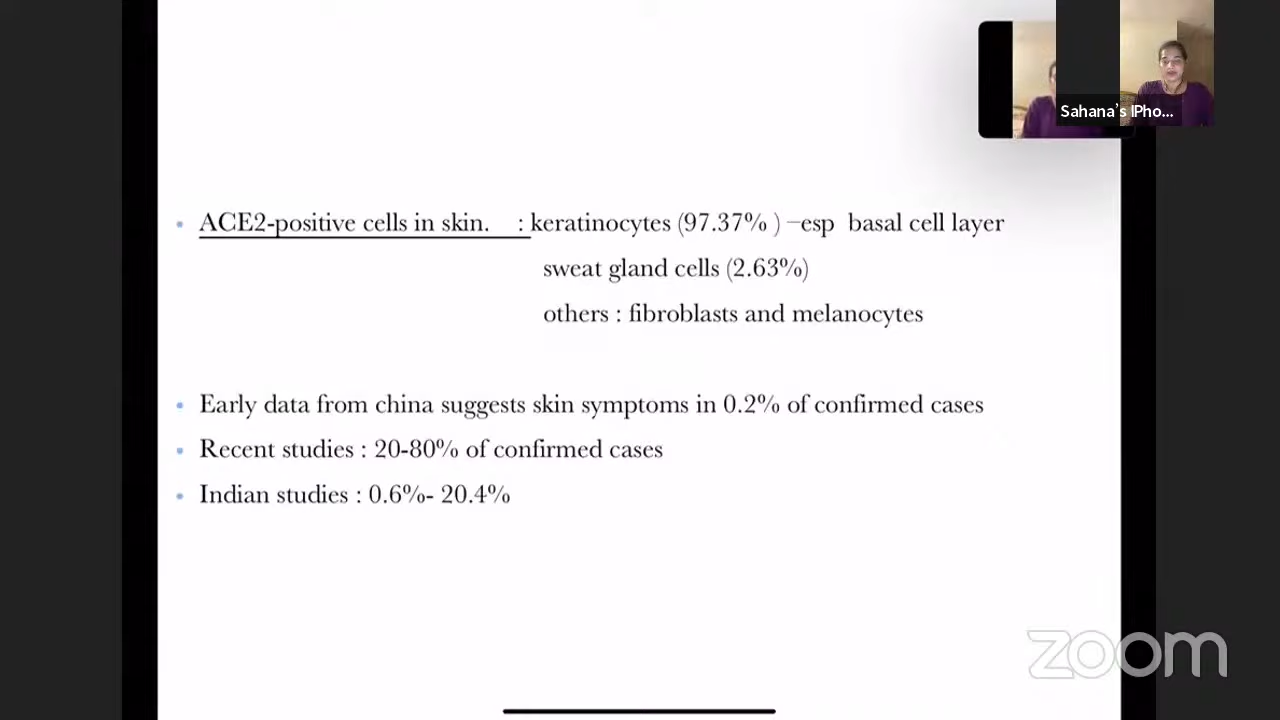 Sahana's IPho...
• ACE2-positive cells in skin. : keratinocytes (97.37% ) –esp basal cell layer
sweat gland cells (2.63%)
others : fibroblasts and melanocytes
• Early data from china suggests skin symptoms in 0.2% of confirmed cases
• Recent studies : 20-80% of confirmed cases
• Indian studies : 0.6%- 20.4%
zoom